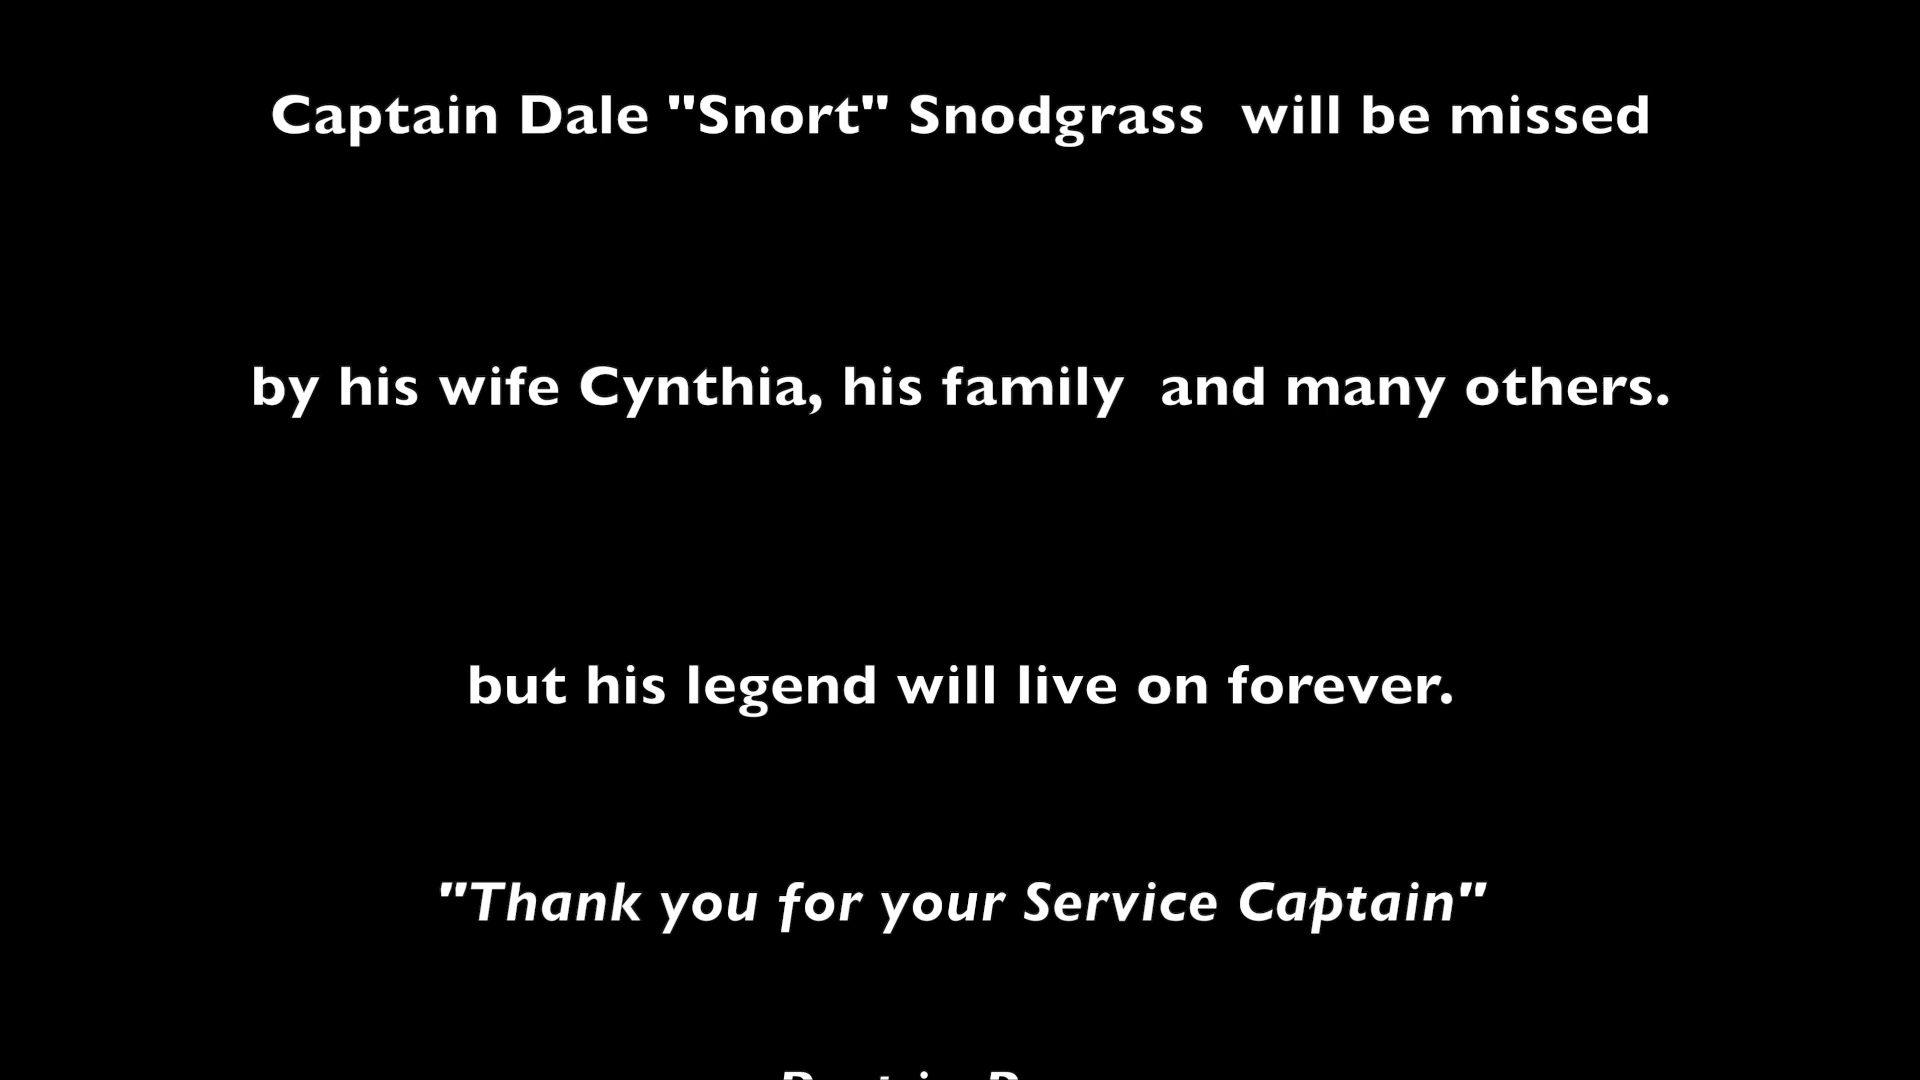 Captain Dale "Snort" Snodgrass will be missed
by his wife Cynthia, his family and many others.
but his legend will live on forever.
"Thank you for your Service Captain"